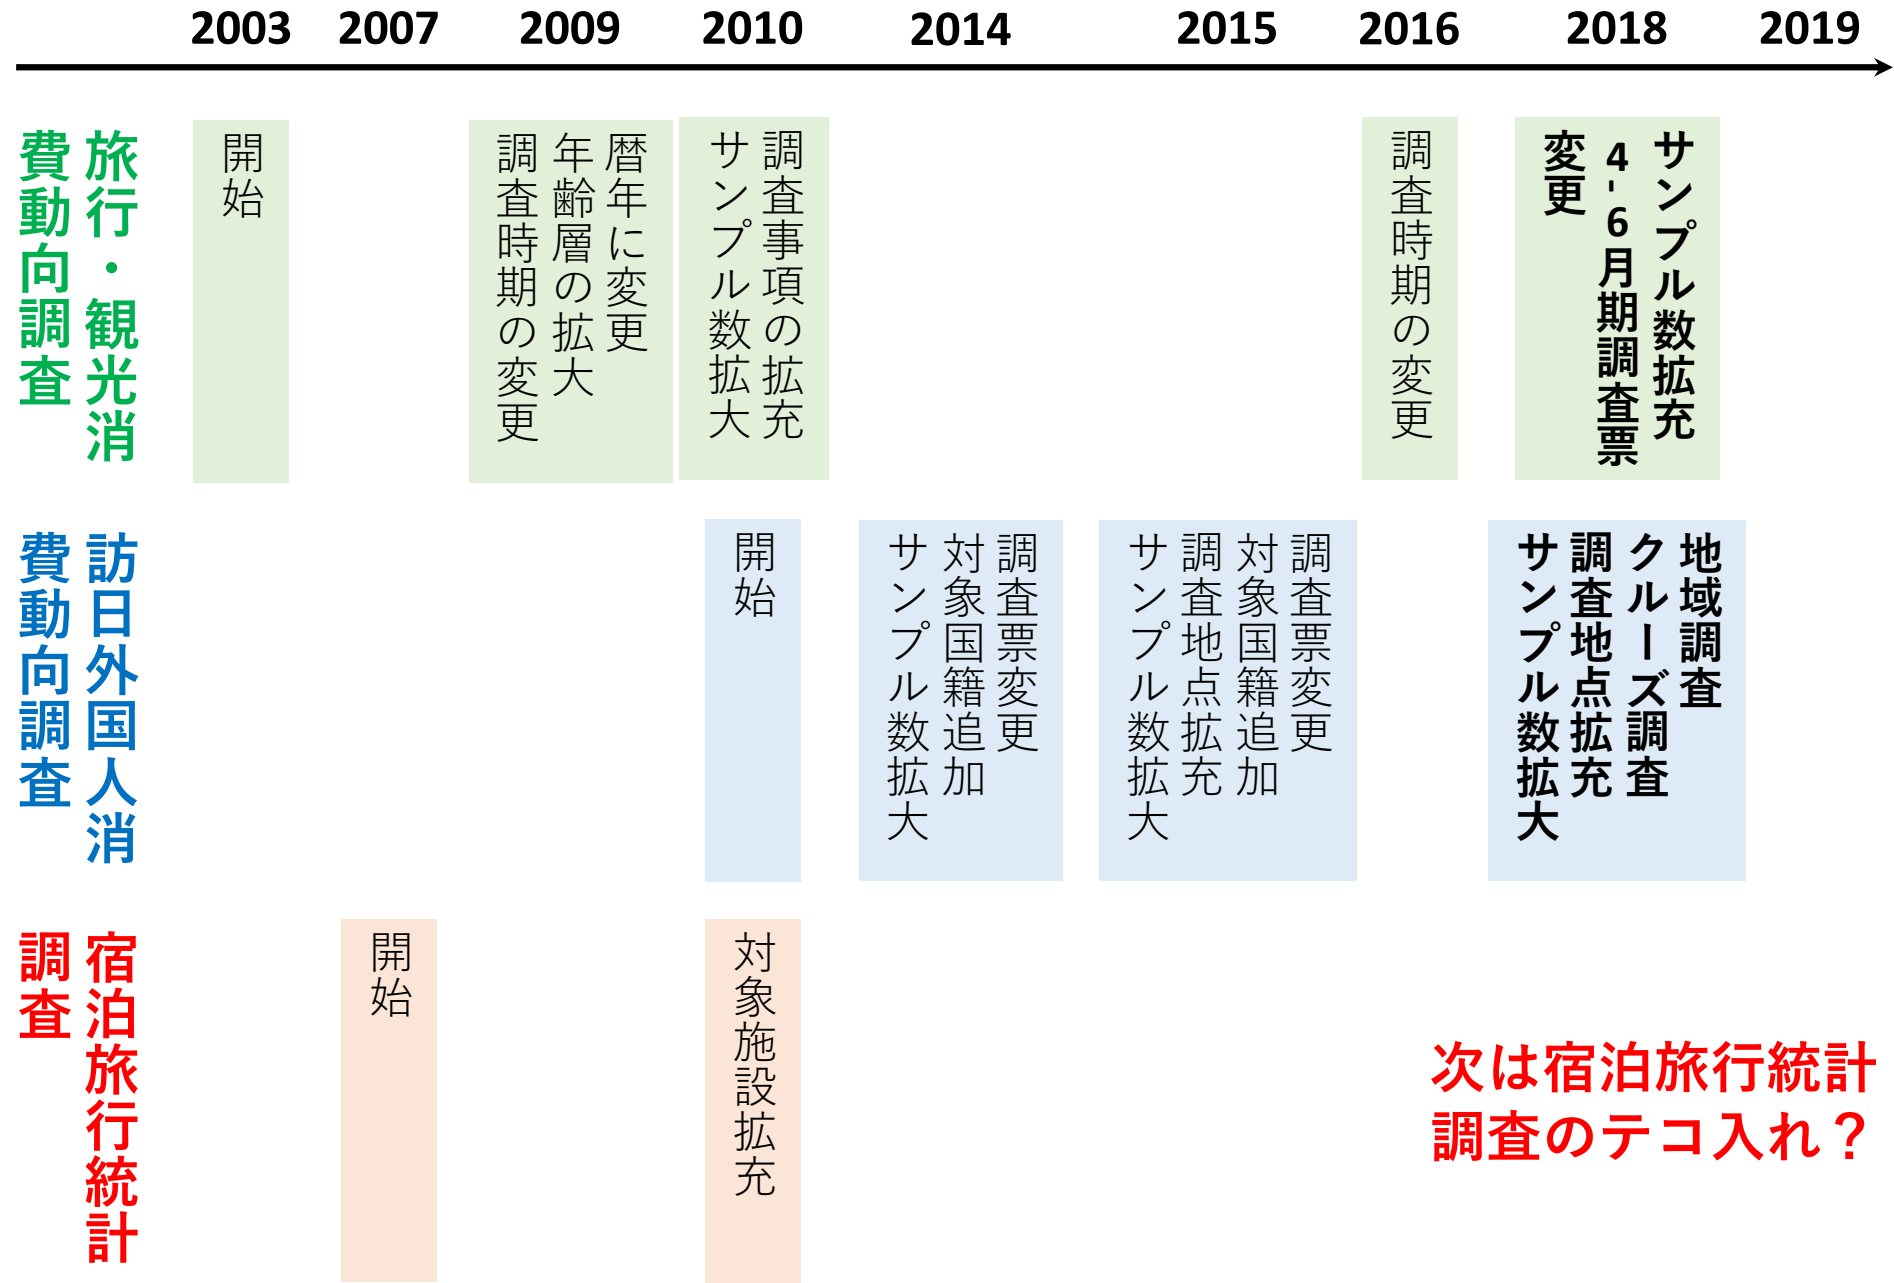 2003
2007
2009
2010
2014
2015
2016
2018
2019
旅行・観光消
費動向調査
開始
暦年に変更
年齢層の拡大
調査時期の変更
調査事項の拡充
サンプル数拡大
調査時期の変更
サンプル数拡充
4-6月期調査票
変更
訪日外国人消
費動向調査
開始
調査票変更
対象国籍追加
サンプル数拡大
調査票変更
対象国籍追加
調査地点拡充
サンプル数拡大
地域調査
クルーズ調査
調査地点拡充
サンプル数拡大
宿泊旅行統計
調査
開始
対象施設拡充
次は宿泊旅行統計
調査のテコ入れ？